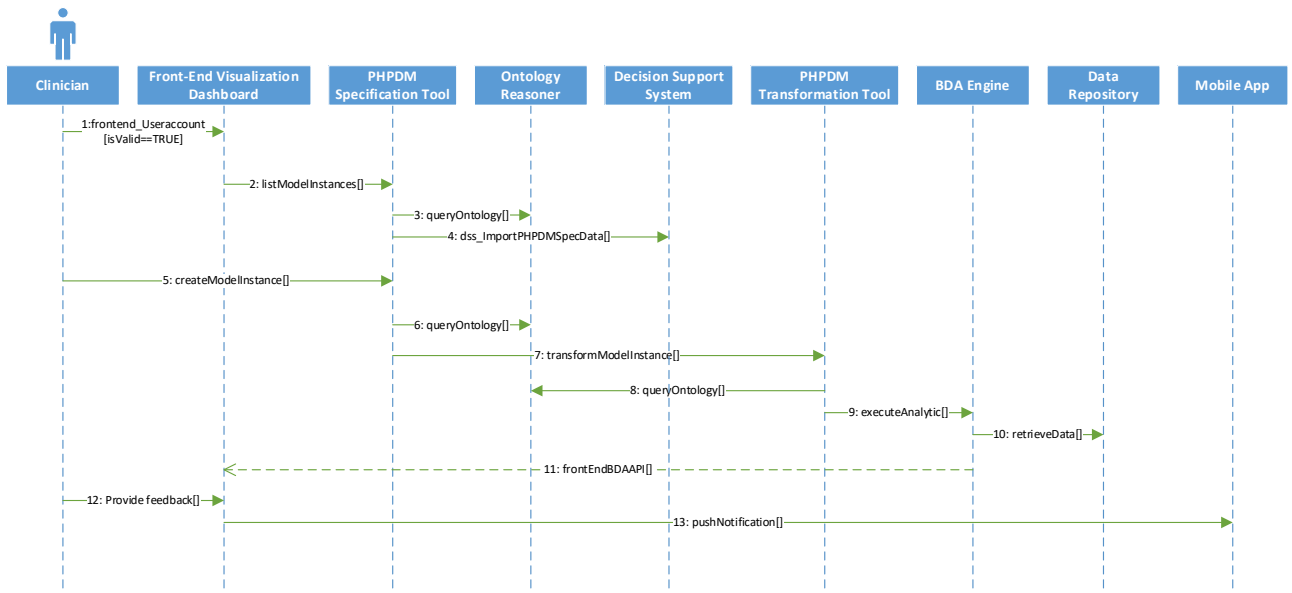 Clinician
Front-End Visualization
Dashboard
PHPDM
Specification Tool
Ontology
Reasoner
Decision Support
System
PHPDM
Transformation Tool
BDA Engine
Data
Repository
Mobile App
1:frontend_Useraccount
[isValid==TRUE]
2: listModelInstances[]
3: queryOntology[]
4: dss_ImportPHPDMSpecData[]
5: createModelInstance[]
6: queryOntology[]
7: transformModelInstance[]
8: queryOntology[]
9: executeAnalytic[]
10: retrieveData[]
11: frontEndBDAAPI[]
12: Provide feedback[]
13: pushNotification[]